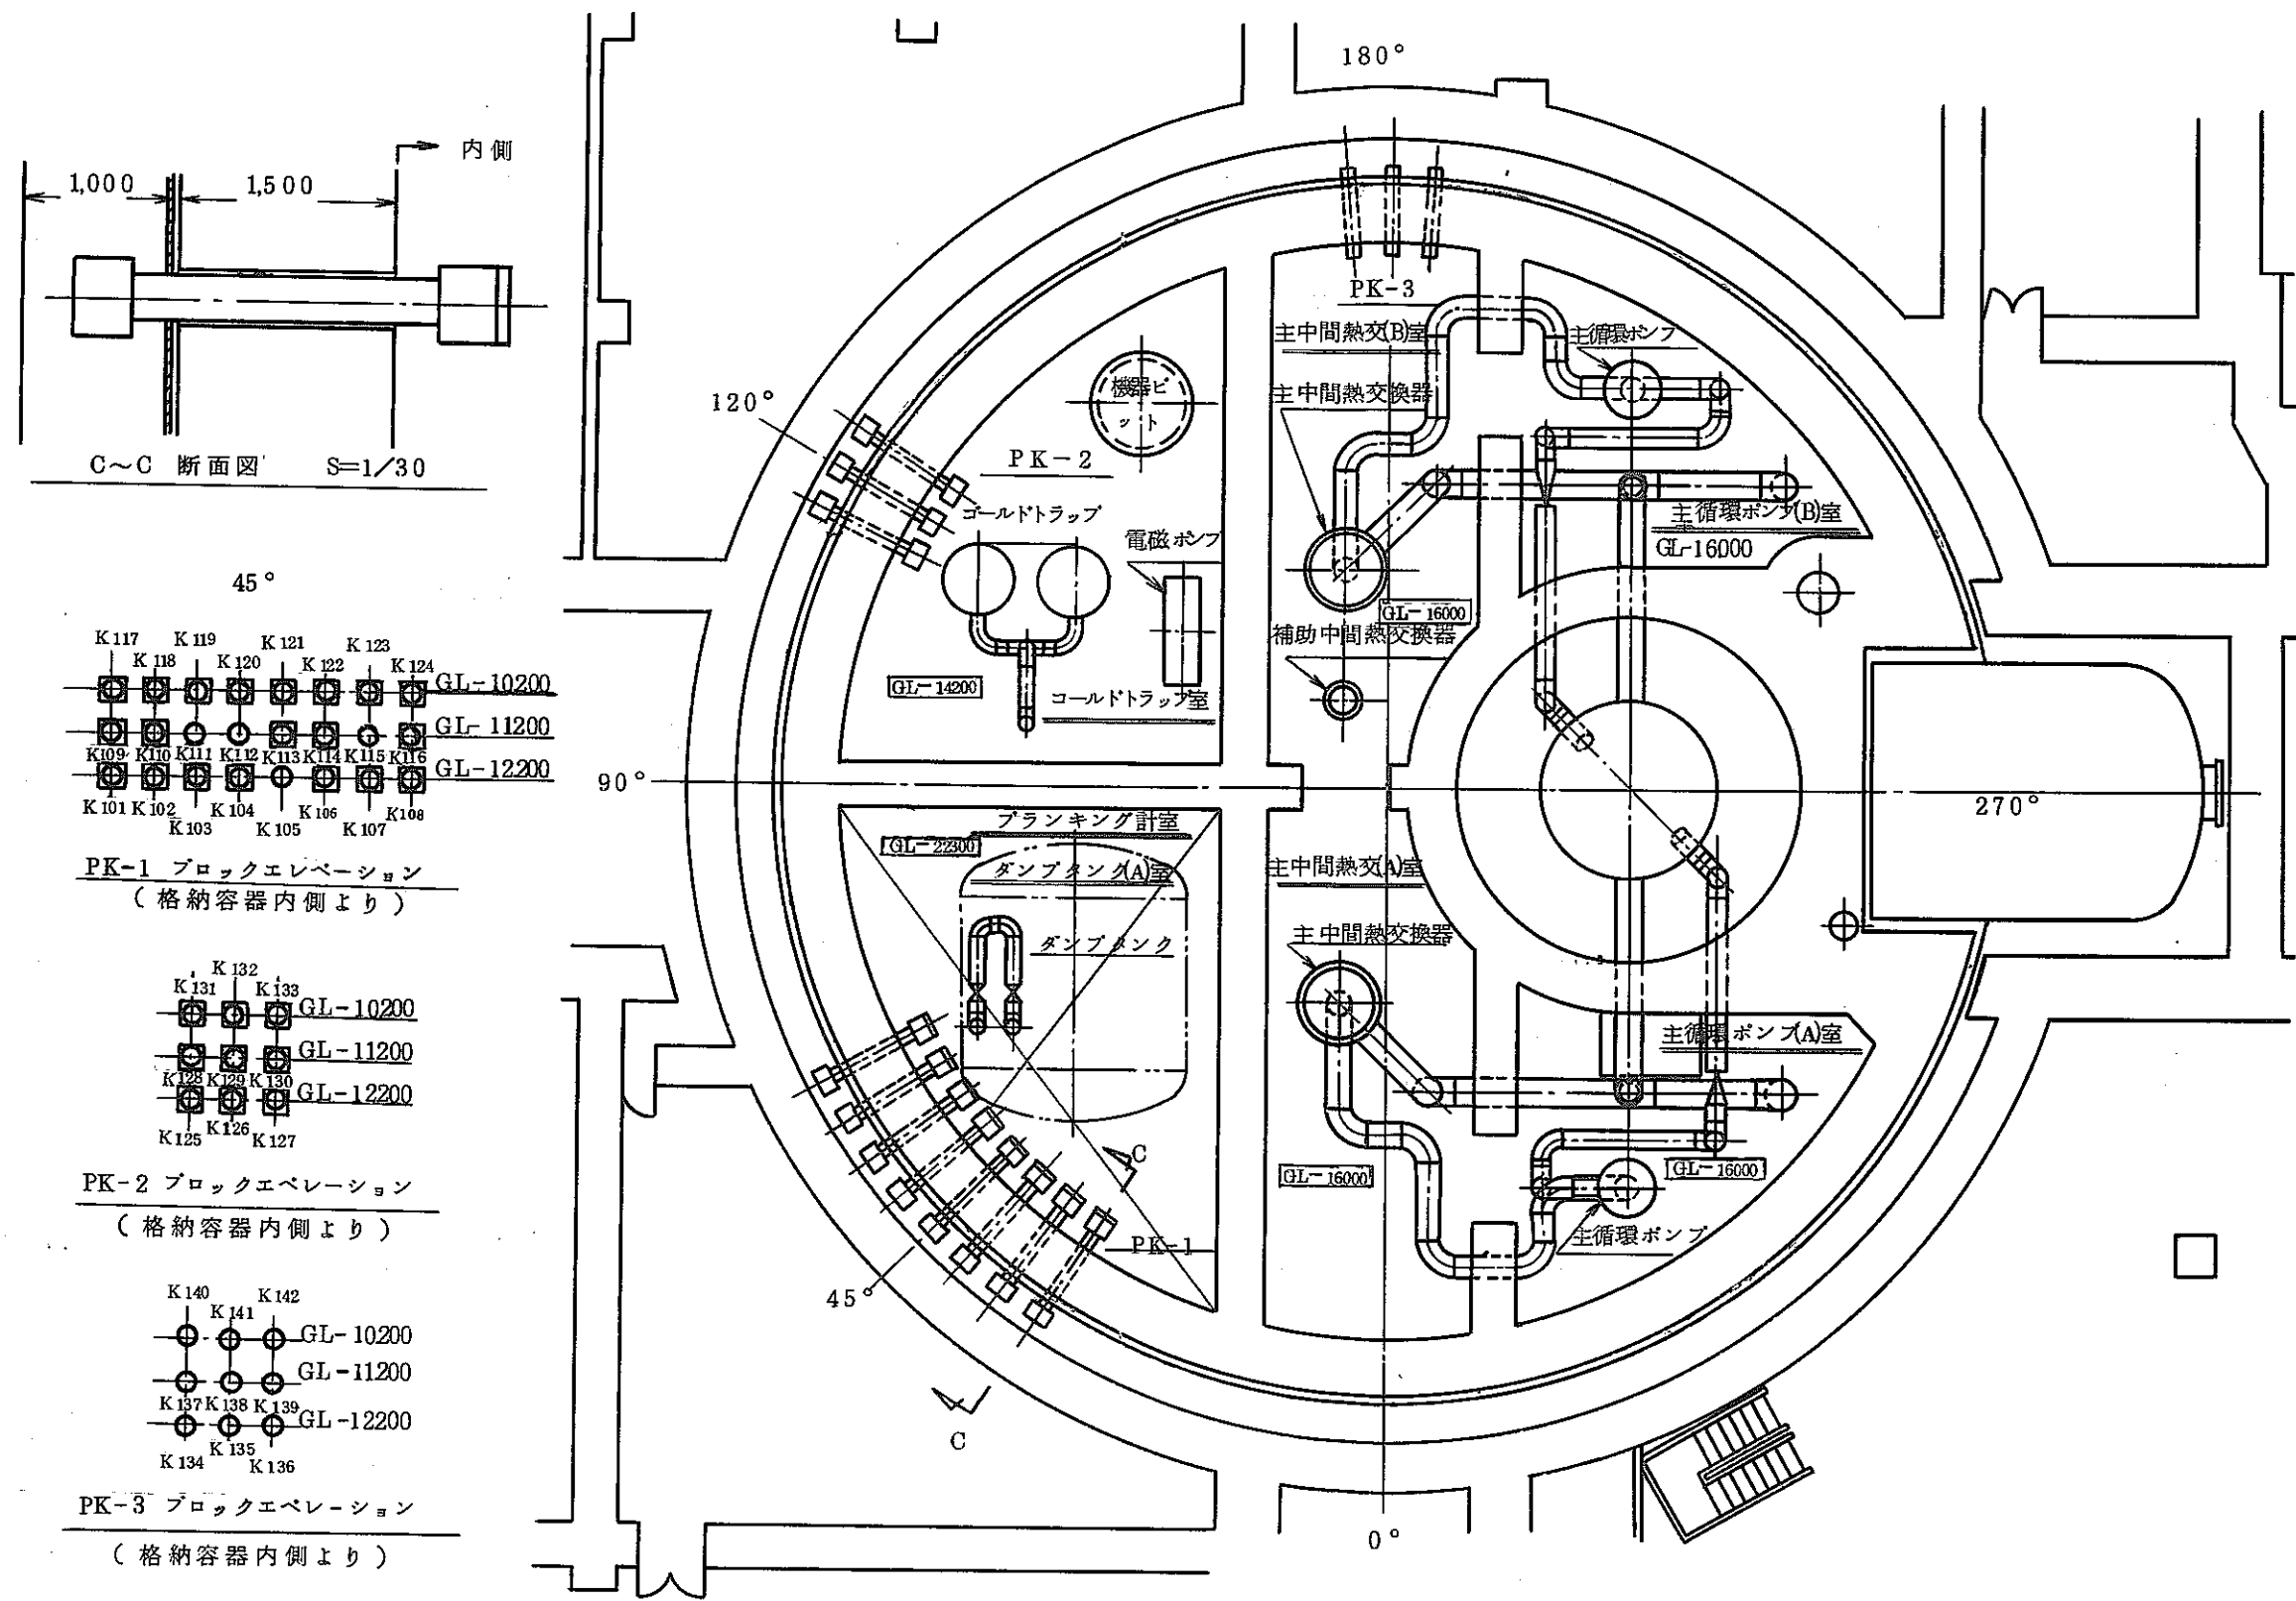 180°
内側
1,000
1,500
C～C 断面図 S=1/30
45°
K117
K119
K121
K123
K118
K120
K122
K124
GL-10200
GL-11200
K109
K110
K111
K112
K113
K114
K115
K116
GL-12200
K101
K102
K104
K106
K108
K103
K105
K107
PK-1 ブロックエレベーション
(格納容器内側より)
K131
K132
K133
GL-10200
GL-11200
K128
K129
K130
GL-12200
K125
K126
K127
PK-2 ブロックエベレーション
(格納容器内側より)
K140
K141
K142
GL-10200
GL-11200
K137
K138
K139
GL-12200
K134
K135
K136
PK-3 ブロックエベレーション
(格納容器内側より)
PK-3
主中間熱交(B)室
主循環ポンプ
主中間熱交換器
機器ピ
ット
120°
PK-2
コールドトラップ
電磁ポンプ
主循環ポンプ(B)室
GL-16000
GL-16000
補助中間熱交換器
GL-14200
コールドトラップ室
90°
270°
プランキング計室
GL-22300
ダンプタンク(A)室
主中間熱交(A)室
ダンプタンク
主中間熱交換器
主循環ポンプ(A)室
C
GL-16000
GL-16000
主循環ポンプ
PK-1
45°
C
0°